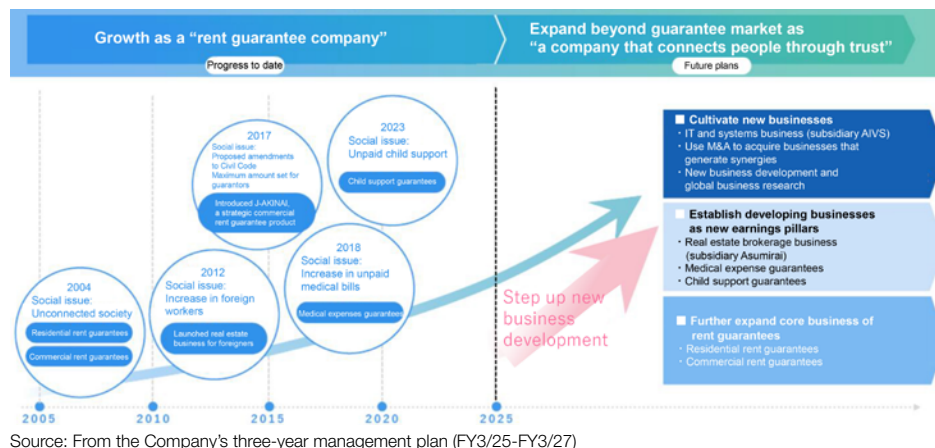 Growth as a “rent guarantee company”
Progress to date
Expand beyond guarantee market as
“a company that connects people through trust”
Future plans
2004
Social issue:
Unconnected society
Residential rent guarantees
Commercial rent guarantees
2012
Social issue:
Increase in foreign
workers
Launched real estate
business for foreigners
2017
Social issue:
Proposed amendments
to Civil Code
Maximum amount set for
guarantors
Introduced J-AKINAI,
a strategic commercial
rent guarantee product
2018
Social issue:
Increase in unpaid
medical bills
Medical expenses guarantees
2023
Social issue:
Unpaid child support
Child support guarantees
Step up new
business
development
■ Cultivate new businesses
・IT and systems business (subsidiary AIVS)
・Use M&A to acquire businesses that
generate synergies
・New business development and
global business research
■ Establish developing businesses
as new earnings pillars
・Real estate brokerage business
(subsidiary Asumirai)
・Medical expense guarantees
・Child support guarantees
■ Further expand core business of
rent guarantees
・Residential rent guarantees
・Commercial rent guarantees
2005
2010
2015
2020
2025
Source: From the Company’s three-year management plan (FY3/25-FY3/27)